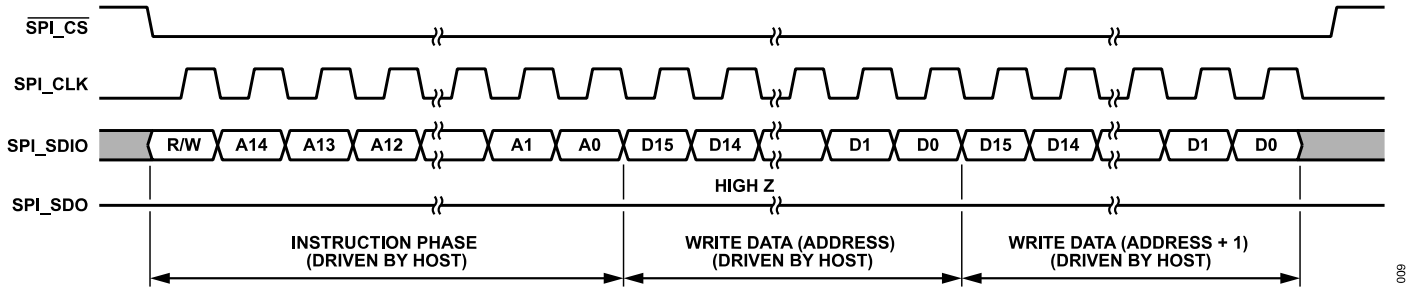 SPI_CS
SPI_CLK
SPI_SDIO R/W A14 A13 A12 A1 A0 D15 D14 D1 D0 D15 D14 D1 D0
HIGH Z
SPI_SDO
INSTRUCTION PHASE
(DRIVEN BY HOST)
WRITE DATA (ADDRESS)
(DRIVEN BY HOST)
WRITE DATA (ADDRESS + 1)
(DRIVEN BY HOST)
009